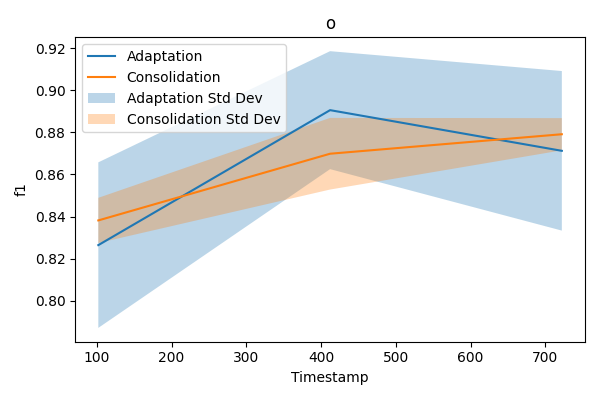 o
Adaptation
Consolidation
Adaptation Std Dev
Consolidation Std Dev
f1
0.92
0.90
0.88
0.86
0.84
0.82
0.80
100
200
300
400
500
600
700
Timestamp